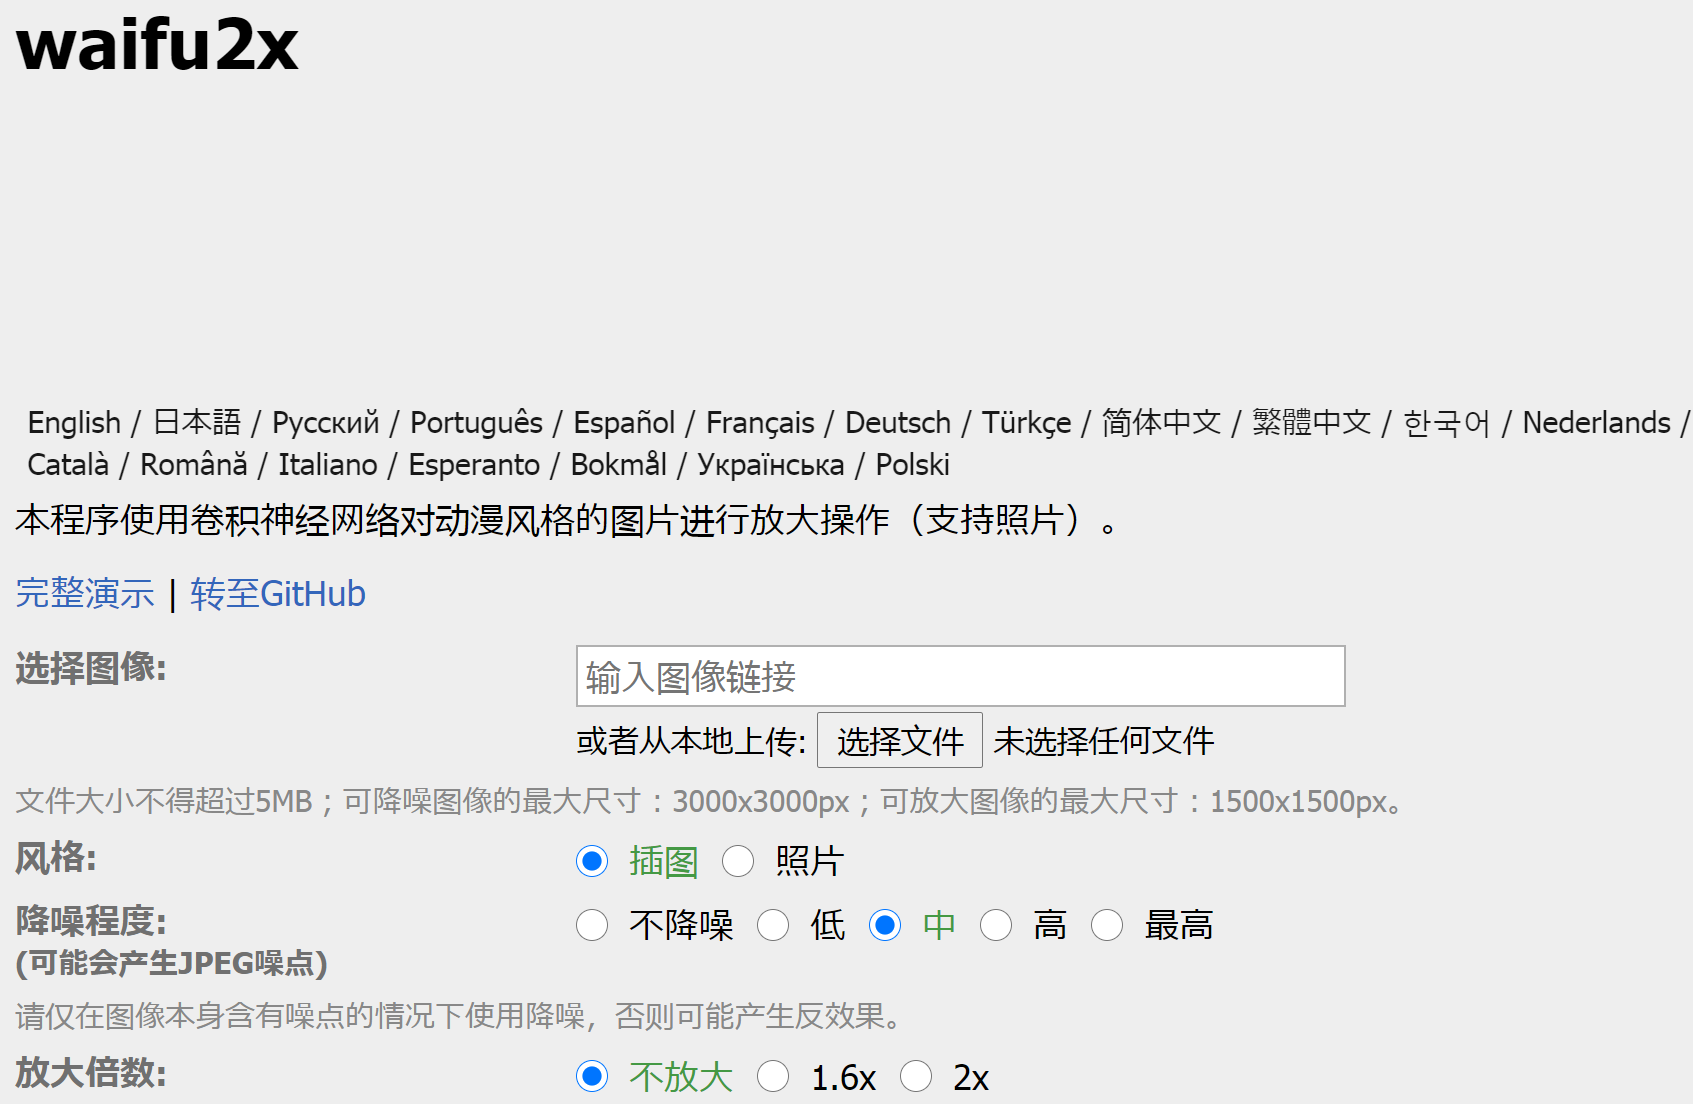 waifu2x
English / 日本語 / Русский / Português / Español / Français / Deutsch / Türkçe / 简体中文 / 繁體中文 / 한국어 / Nederlands /
Català / Română / Italiano / Esperanto / Bokmål / Українська / Polski
本程序使用卷积神经网络对动漫风格的图片进行放大操作（支持照片）。
完整演示 | 转至GitHub
选择图像: 输入图像链接
或者从本地上传: 选择文件 未选择任何文件
文件大小不得超过5MB；可降噪图像的最大尺寸：3000x3000px；可放大图像的最大尺寸：1500x1500px。
风格: 插图 照片
降噪程度: 不降噪 低 中 高 最高
(可能会产生JPEG噪点)
请仅在图像本身含有噪点的情况下使用降噪，否则可能产生反效果。
放大倍数: 不放大 1.6x 2x